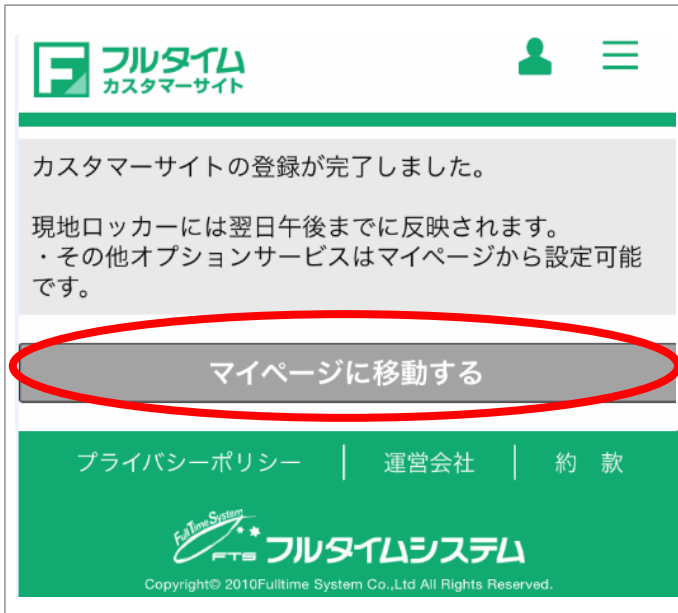 フルタイム
カスタマーサイト
カスタマーサイトの登録が完了しました。
現地ロッカーには翌日午後までに反映されます。
・その他オプションサービスはマイページから設定可能
です。
マイページに移動する
プライバシーポリシー │ 運営会社 │ 約 款
FullTime System
FTS フルタイムシステム
Copyright© 2010Fulltime System Co.,Ltd All Rights Reserved.